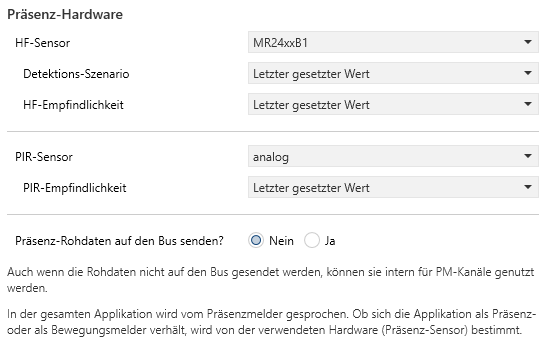 Präsenz-Hardware
HF-Sensor MR24xxB1
Detektions-Szenario Letzter gesetzter Wert
HF-Empfindlichkeit Letzter gesetzter Wert
PIR-Sensor analog
PIR-Empfindlichkeit Letzter gesetzter Wert
Präsenz-Rohdaten auf den Bus senden? Nein Ja
Auch wenn die Rohdaten nicht auf den Bus gesendet werden, können sie intern für PM-Kanäle genutzt
werden.
In der gesamten Applikation wird vom Präsenzmelder gesprochen. Ob sich die Applikation als Präsenz-
oder als Bewegungsmelder verhält, wird von der verwendeten Hardware (Präsenz-Sensor) bestimmt.